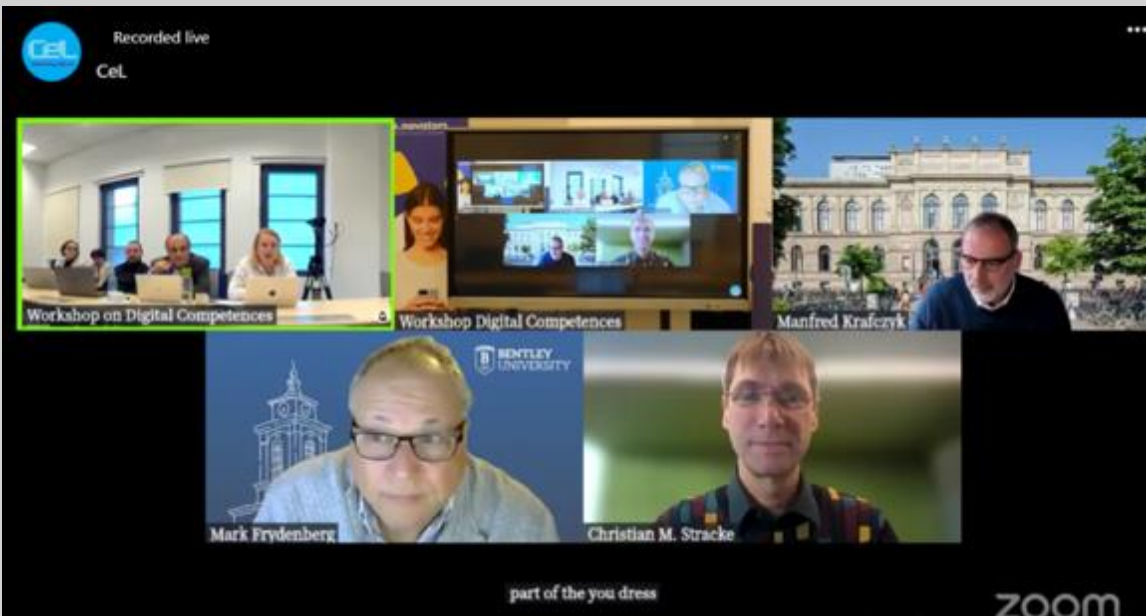 CeL
Recorded live
CeL
Workshop on Digital Competences
Workshop Digital Competences
Manfred Krafczyk
BENTLEY
UNIVERSITY
Mark Frydenberg
Christian M. Stracke
part of the you dress
zoom